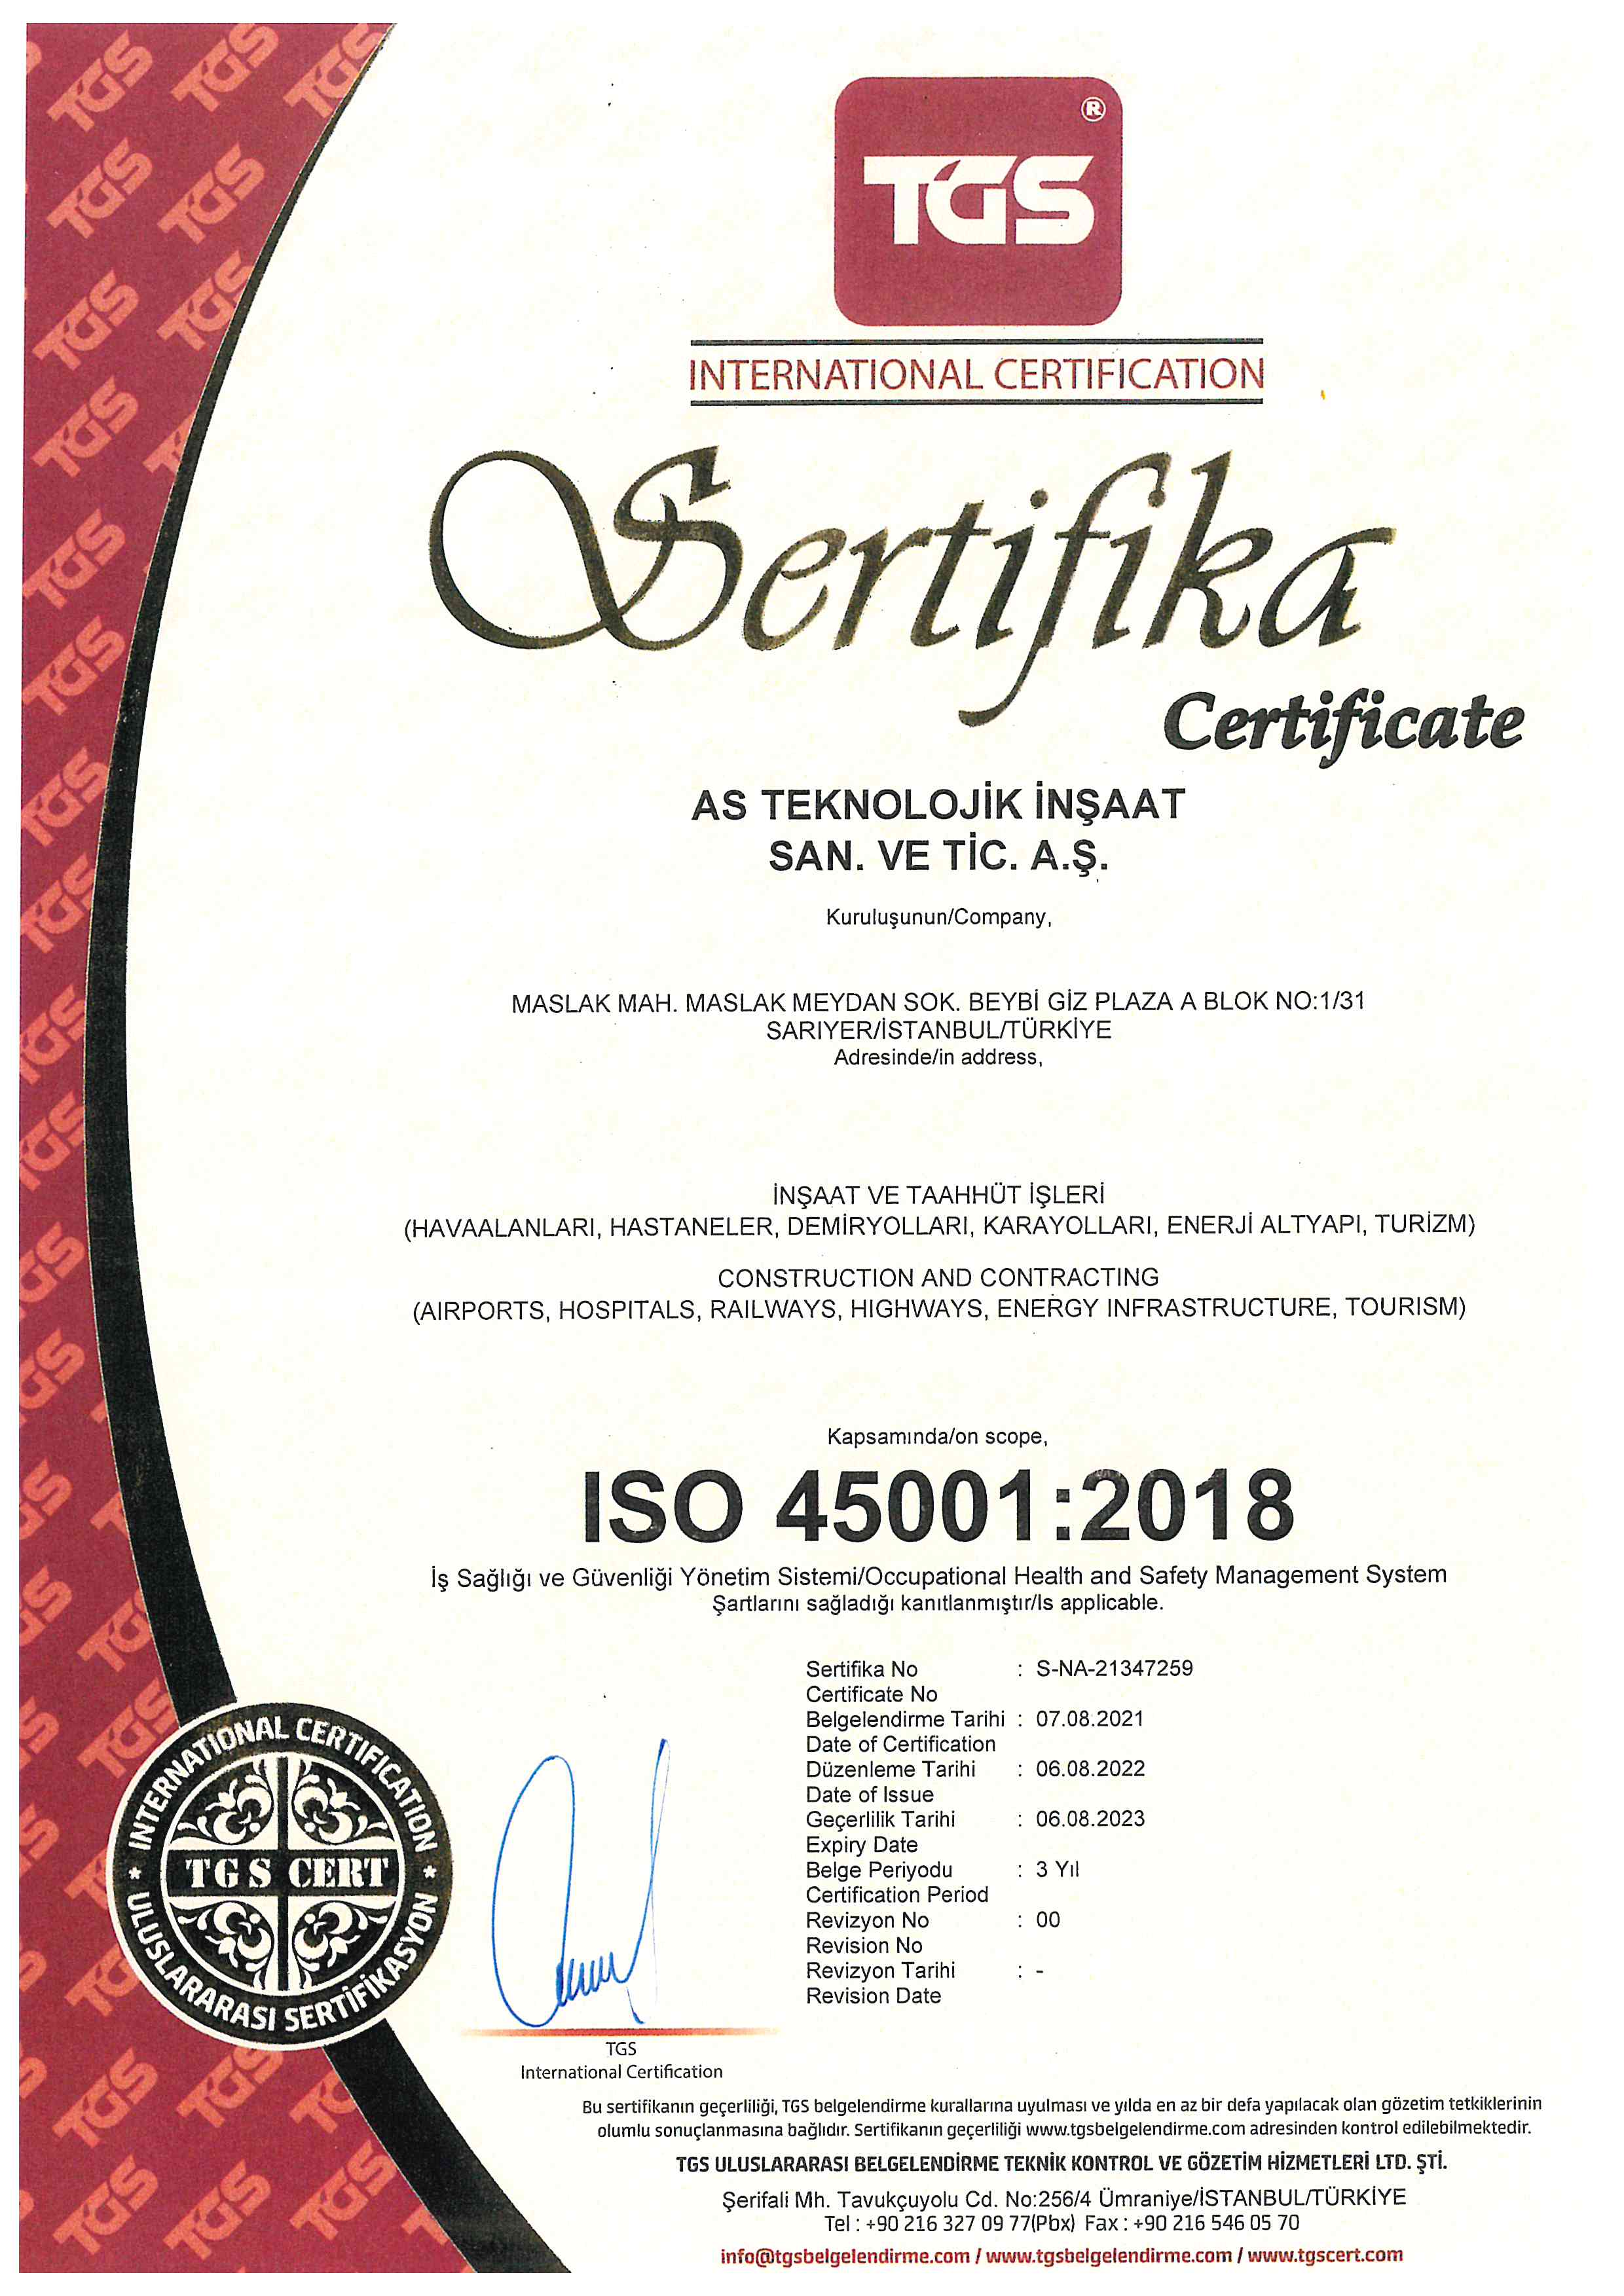 TGS
®
INTERNATIONAL CERTIFICATION
Sertifika
Certificate
AS TEKNOLOJİK İNŞAAT
SAN. VE TİC. A.Ş.
Kuruluşunun/Company,
MASLAK MAH. MASLAK MEYDAN SOK. BEYBİ GİZ PLAZA A BLOK NO:1/31
SARIYER/İSTANBUL/TÜRKİYE
Adresinde/in address,
İNŞAAT VE TAAHHÜT İŞLERİ
(HAVAALANLARI, HASTANELER, DEMİRYOLLARI, KARAYOLLARI, ENERJİ ALTYAPI, TURİZM)
CONSTRUCTION AND CONTRACTING
(AIRPORTS, HOSPITALS, RAILWAYS, HIGHWAYS, ENERGY INFRASTRUCTURE, TOURISM)
Kapsamında/on scope,
ISO 45001:2018
İş Sağlığı ve Güvenliği Yönetim Sistemi/Occupational Health and Safety Management System
Şartlarını sağladığı kanıtlanmıştır/Is applicable.
Sertifika No : S-NA-21347259
Certificate No
Belgelendirme Tarihi : 07.08.2021
Date of Certification
Düzenleme Tarihi : 06.08.2022
Date of Issue
Geçerlilik Tarihi : 06.08.2023
Expiry Date
Belge Periyodu : 3 Yıl
Certification Period
Revizyon No : 00
Revision No
Revizyon Tarihi : -
Revision Date
INTERNATIONAL CERTIFICATION
* TGS CERT *
ULUSLARARASI SERTİFİKASYON
TGS
International Certification
Bu sertifikanın geçerliliği, TGS belgelendirme kurallarına uyulması ve yılda en az bir defa yapılacak olan gözetim tetkiklerinin
olumlu sonuçlanmasına bağlıdır. Sertifikanın geçerliliği www.tgsbelgelendirme.com adresinden kontrol edilebilmektedir.
TGS ULUSLARARASI BELGELENDİRME TEKNİK KONTROL VE GÖZETİM HİZMETLERİ LTD. ŞTİ.
Şerifali Mh. Tavukçuyolu Cd. No:256/4 Ümraniye/İSTANBUL/TÜRKİYE
Tel : +90 216 327 09 77(Pbx) Fax : +90 216 546 05 70
info@tgsbelgelendirme.com / www.tgsbelgelendirme.com / www.tgscert.com